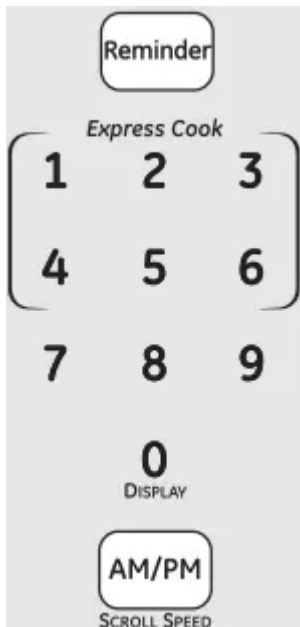 Reminder
Express Cook
1 2 3
4 5 6
7 8 9
0
DISPLAY
AM/PM
SCROLL SPEED